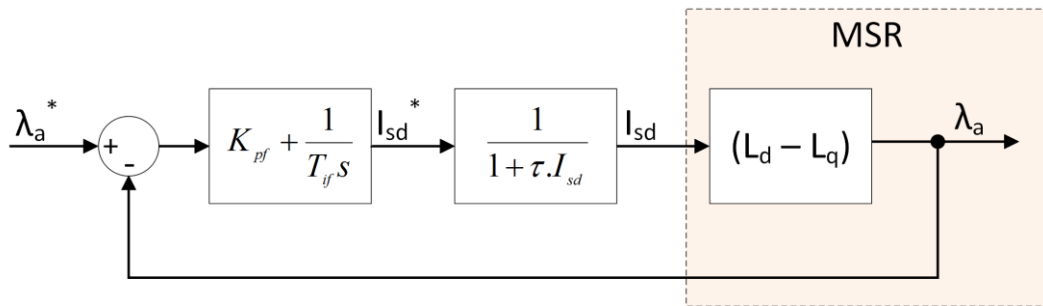 MSR
λa*
+
-
Kpf + 1/(Tif s)
Isd*
1/(1 + τ.Isd)
Isd
(Ld – Lq)
λa